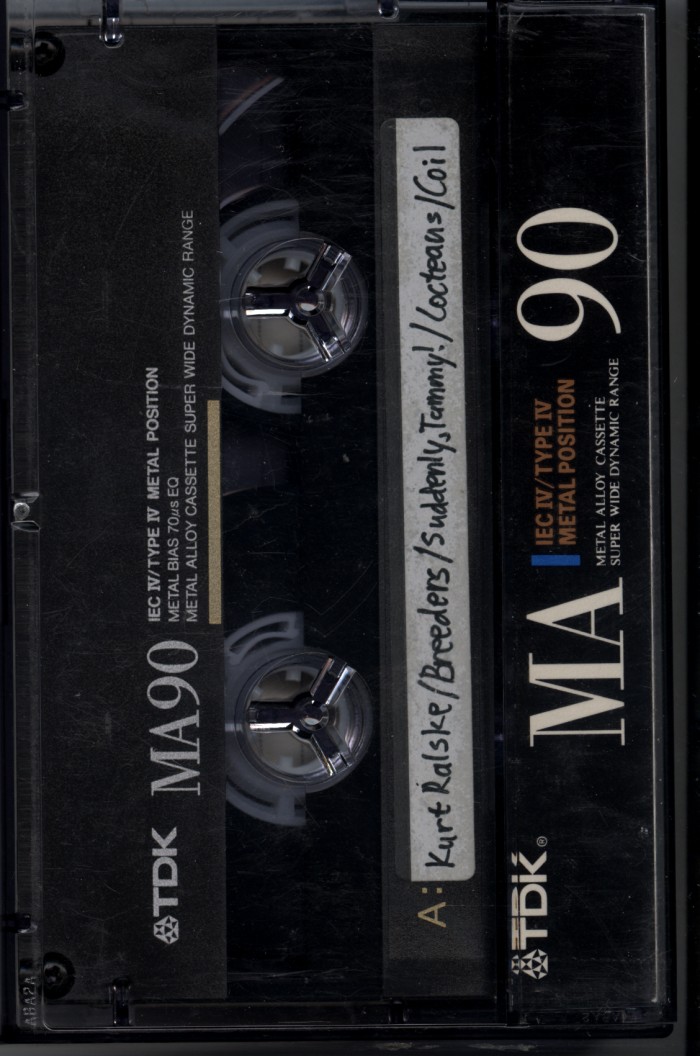 TDK MA90
IEC IV/TYPE IV METAL POSITION
METAL BIAS 70µs EQ
METAL ALLOY CASSETTE SUPER WIDE DYNAMIC RANGE
A: Kurt Ralske/Breeders/Suddenly, Tammy!/Cocteaus/Coil
TDK® MA 90
IEC IV/TYPE IV
METAL POSITION
METAL ALLOY CASSETTE
SUPER WIDE DYNAMIC RANGE